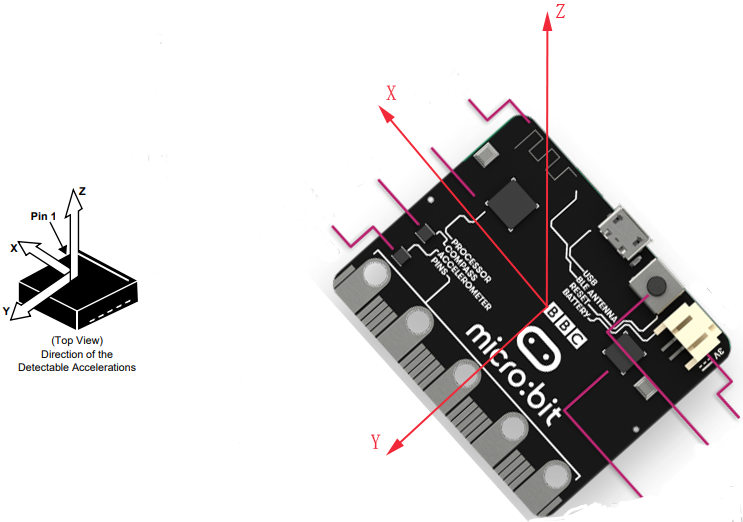 Z
X
Y
Z
Pin 1
X
Y
(Top View)
Direction of the
Detectable Accelerations
PROCESSOR
COMPASS
ACCELEROMETER
PINS
USB
BLE ANTENNA
RESET
BATTERY
BBC
micro:bit
3V